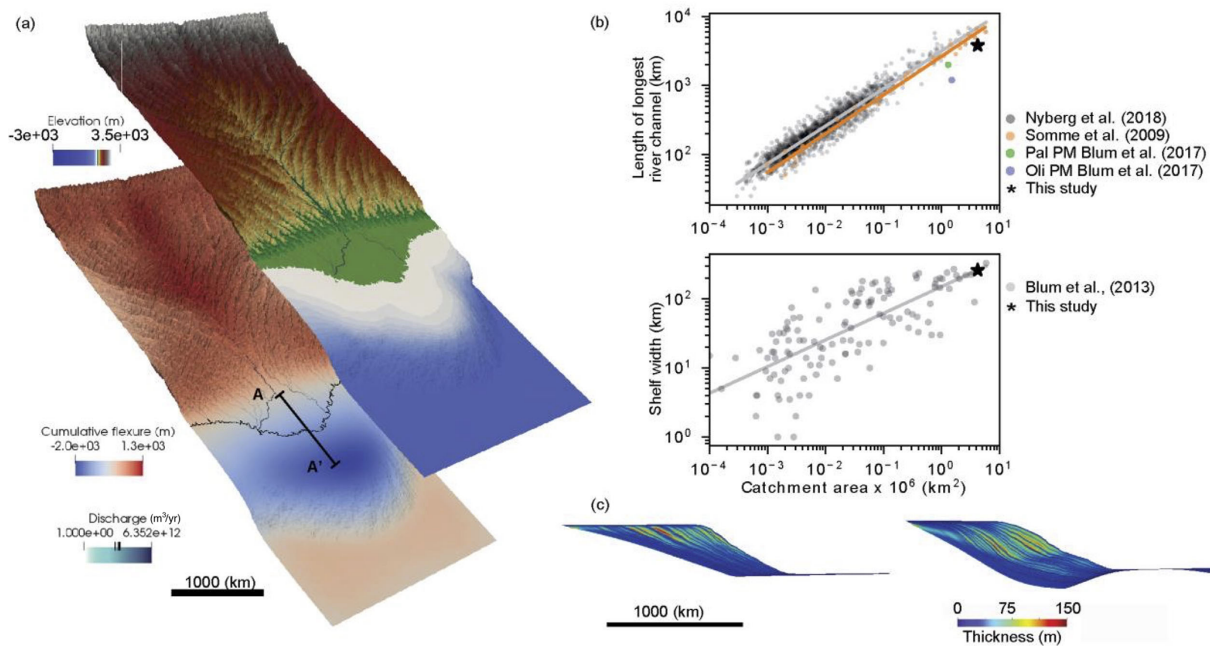 (a)
Elevation (m)
-3e+03 3.5e+03
A
A'
Cumulative flexure (m)
-2.0e+03 1.3e+03
Discharge (m³/yr)
1.000e+00 6.352e+12
1000 (km)
(b)
Length of longest
river channel (km)
10⁴
10³
10²
10⁻⁴ 10⁻³ 10⁻² 10⁻¹ 10⁰ 10¹
Nyberg et al. (2018)
Somme et al. (2009)
Pal PM Blum et al. (2017)
Oli PM Blum et al. (2017)
This study
Shelf width (km)
10²
10¹
10⁰
10⁻⁴ 10⁻³ 10⁻² 10⁻¹ 10⁰ 10¹
Catchment area x 10⁶ (km²)
Blum et al., (2013)
This study
(c)
1000 (km)
0 75 150
Thickness (m)